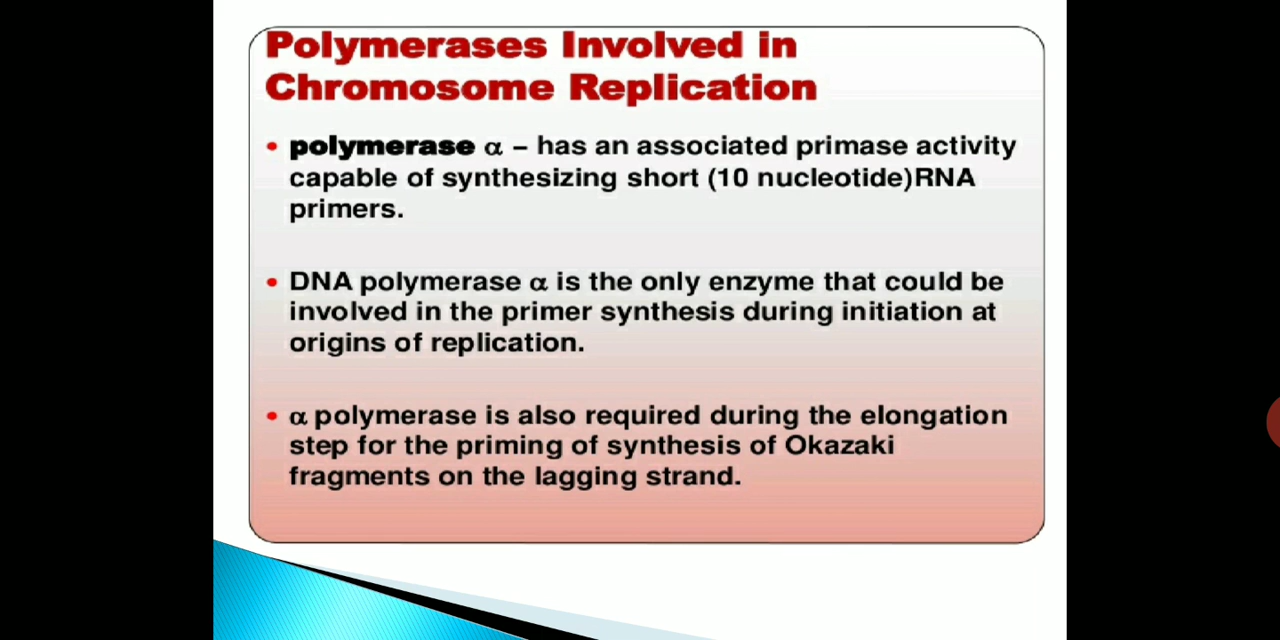 Polymerases Involved in
Chromosome Replication
• polymerase α – has an associated primase activity
capable of synthesizing short (10 nucleotide)RNA
primers.
• DNA polymerase α is the only enzyme that could be
involved in the primer synthesis during initiation at
origins of replication.
• α polymerase is also required during the elongation
step for the priming of synthesis of Okazaki
fragments on the lagging strand.